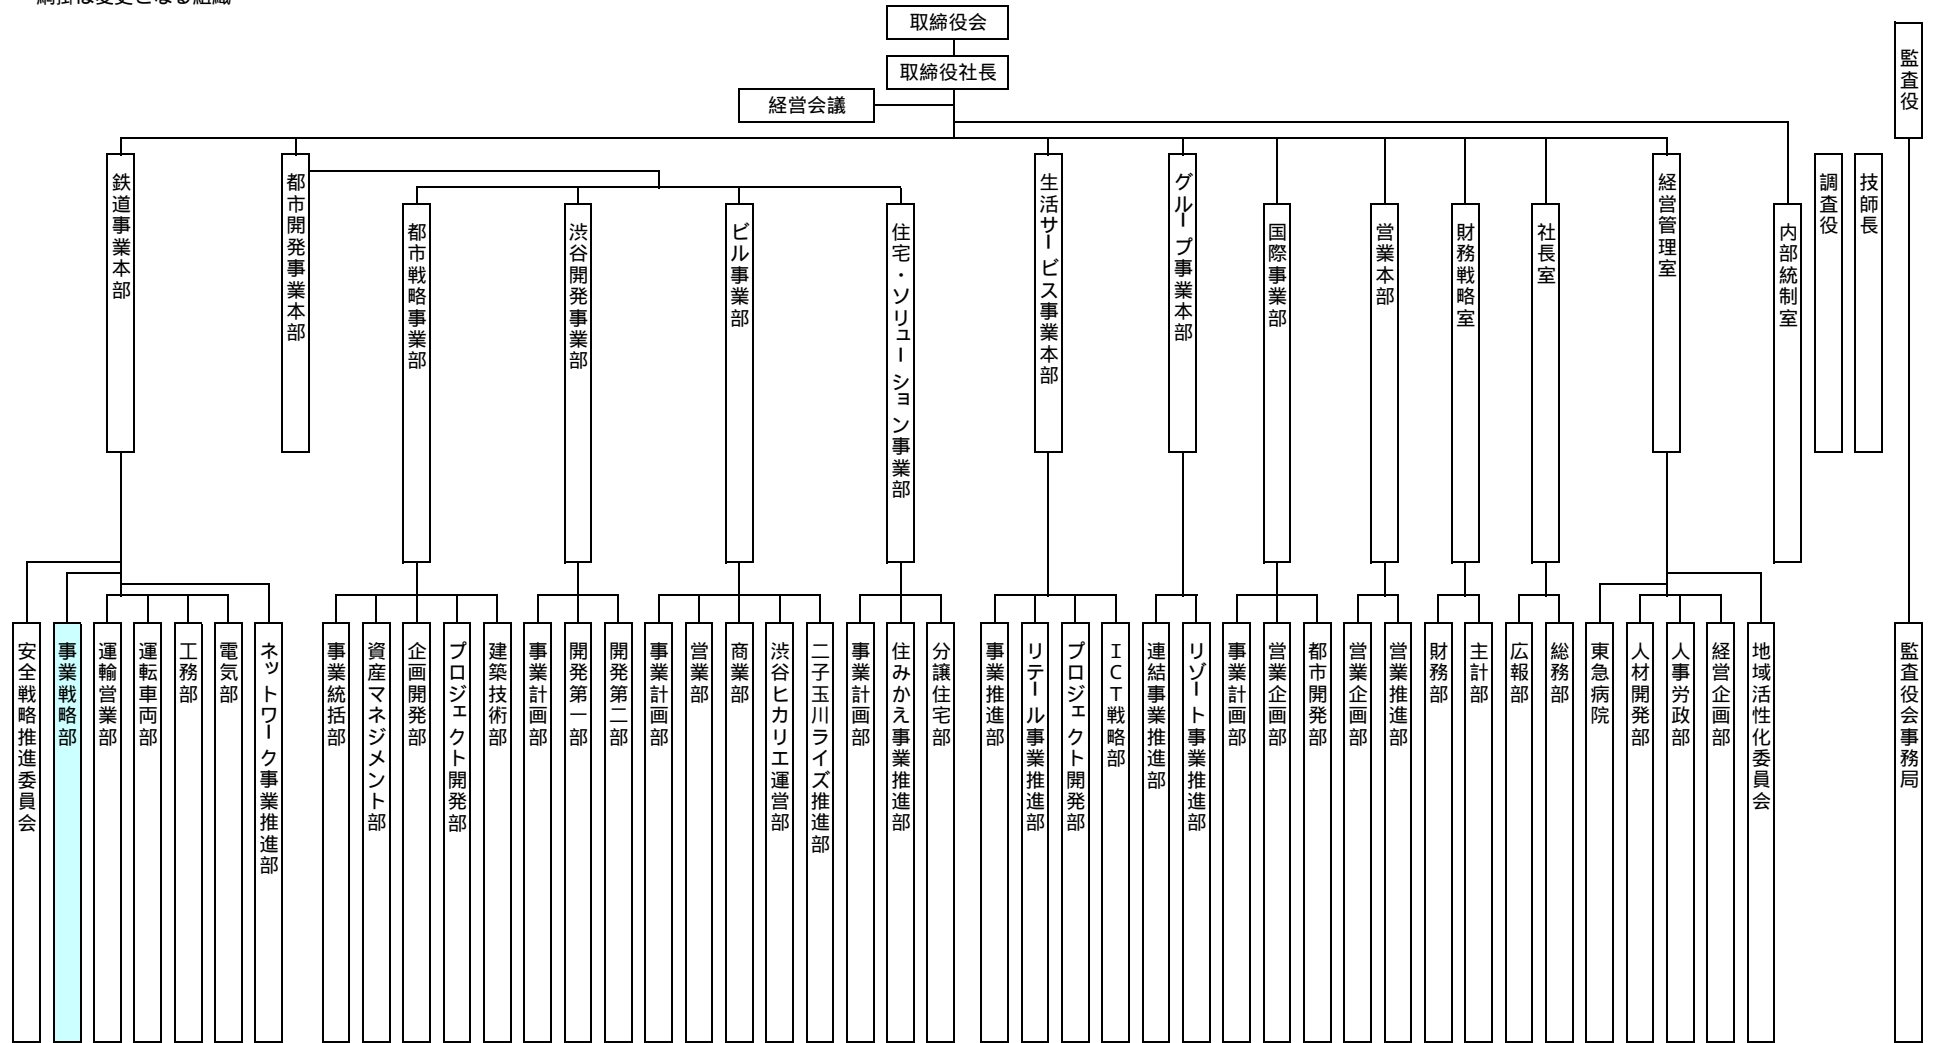 網掛は変更となる組織
取締役会
取締役社長
経営会議
監査役
鉄道事業本部
都市開発事業本部
都市戦略事業部
渋谷開発事業部
ビル事業部
住宅・ソリューション事業部
生活サービス事業本部
グループ事業本部
国際事業部
営業本部
財務戦略室
社長室
経営管理室
内部統制室
調査役
技師長
安全戦略推進委員会
事業戦略部
運輸営業部
運転車両部
工務部
電気部
ネットワーク事業推進部
事業統括部
資産マネジメント部
企画開発部
プロジェクト開発部
建築技術部
事業計画部
開発第一部
開発第二部
事業計画部
営業部
商業部
渋谷ヒカリエ運営部
二子玉川ライズ推進部
事業計画部
住みかえ事業推進部
分譲住宅部
事業推進部
リテール事業推進部
プロジェクト開発部
ICT戦略部
連結事業推進部
リゾート事業推進部
事業計画部
営業企画部
都市開発部
営業企画部
営業推進部
財務部
主計部
広報部
総務部
東急病院
人材開発部
人事労政部
経営企画部
地域活性化委員会
監査役会事務局